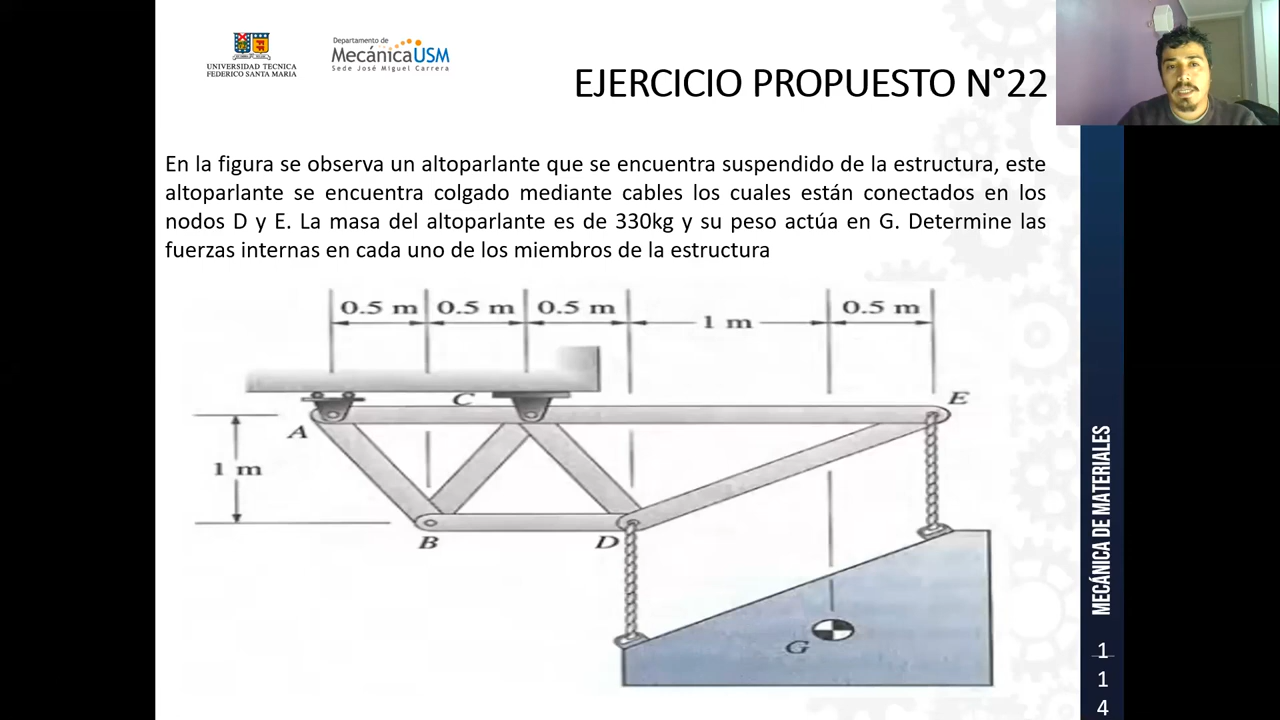 UNIVERSIDAD TECNICA
FEDERICO SANTA MARIA
Departamento de
MecánicaUSM
Sede José Miguel Carrera
EJERCICIO PROPUESTO N°22
En la figura se observa un altoparlante que se encuentra suspendido de la estructura, este
altoparlante se encuentra colgado mediante cables los cuales están conectados en los
nodos D y E. La masa del altoparlante es de 330kg y su peso actúa en G. Determine las
fuerzas internas en cada uno de los miembros de la estructura
0.5 m
0.5 m
0.5 m
1 m
0.5 m
C
E
A
1 m
B
D
G
MECÁNICA DE MATERIALES
1
1
4